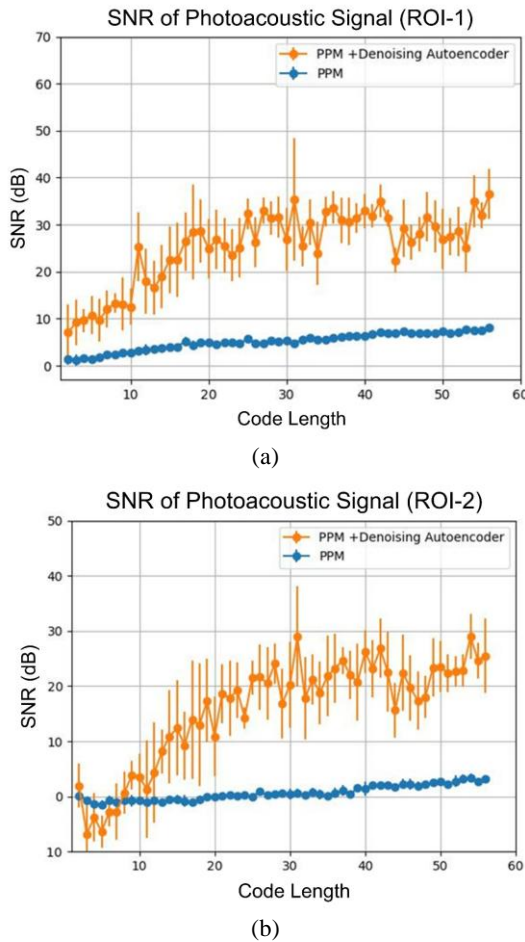 SNR of Photoacoustic Signal (ROI-1)
70
60
50
40
30
20
10
0
SNR (dB)
PPM +Denoising Autoencoder
PPM
10 20 30 40 50 60
Code Length
(a)
SNR of Photoacoustic Signal (ROI-2)
50
40
30
20
10
0
10
SNR (dB)
PPM +Denoising Autoencoder
PPM
0 10 20 30 40 50 60
Code Length
(b)